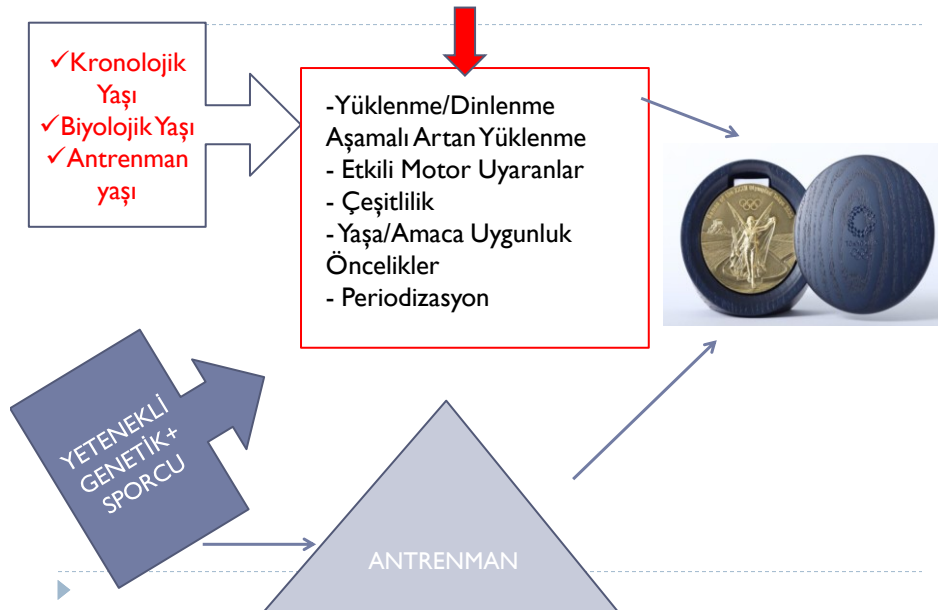 ✓Kronolojik
Yaşı
✓Biyolojik Yaşı
✓Antrenman
yaşı
-Yüklenme/Dinlenme
Aşamalı Artan Yüklenme
- Etkili Motor Uyaranlar
- Çeşitlilik
-Yaşa/Amaca Uygunluk
Öncelikler
- Periodizasyon
YETENEKLİ
GENETİK+
SPORCU
ANTRENMAN